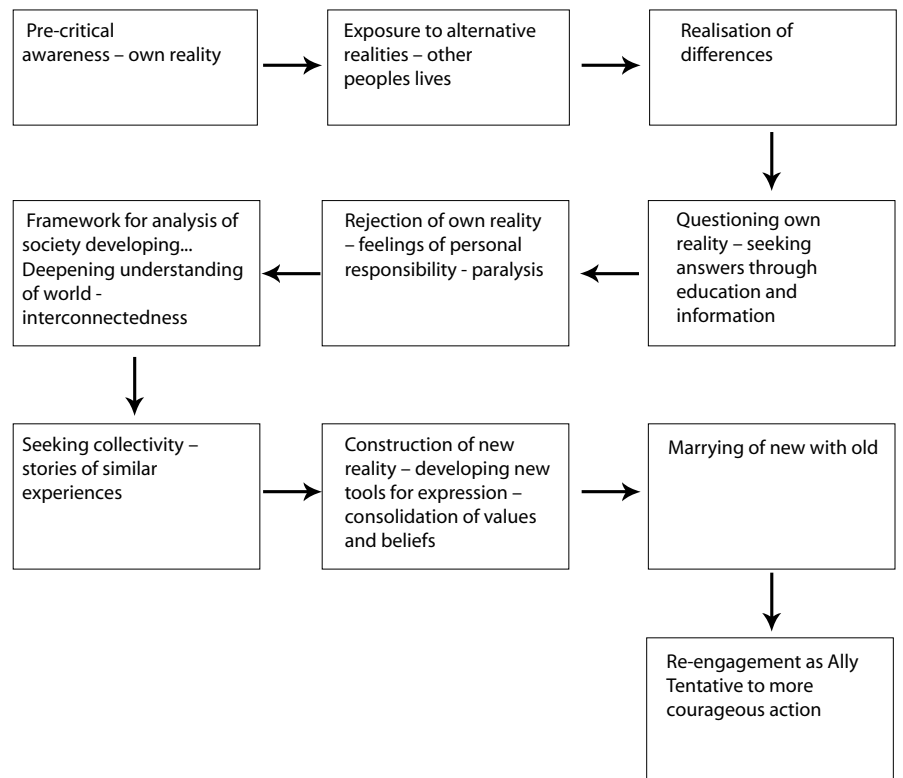 Pre-critical
awareness – own reality
Exposure to alternative
realities – other
peoples lives
Realisation of
differences
Questioning own
reality – seeking
answers through
education and
information
Rejection of own reality
– feelings of personal
responsibility - paralysis
Framework for analysis of
society developing...
Deepening understanding
of world -
interconnectedness
Seeking collectivity –
stories of similar
experiences
Construction of new
reality – developing new
tools for expression –
consolidation of values
and beliefs
Marrying of new with old
Re-engagement as Ally
Tentative to more
courageous action